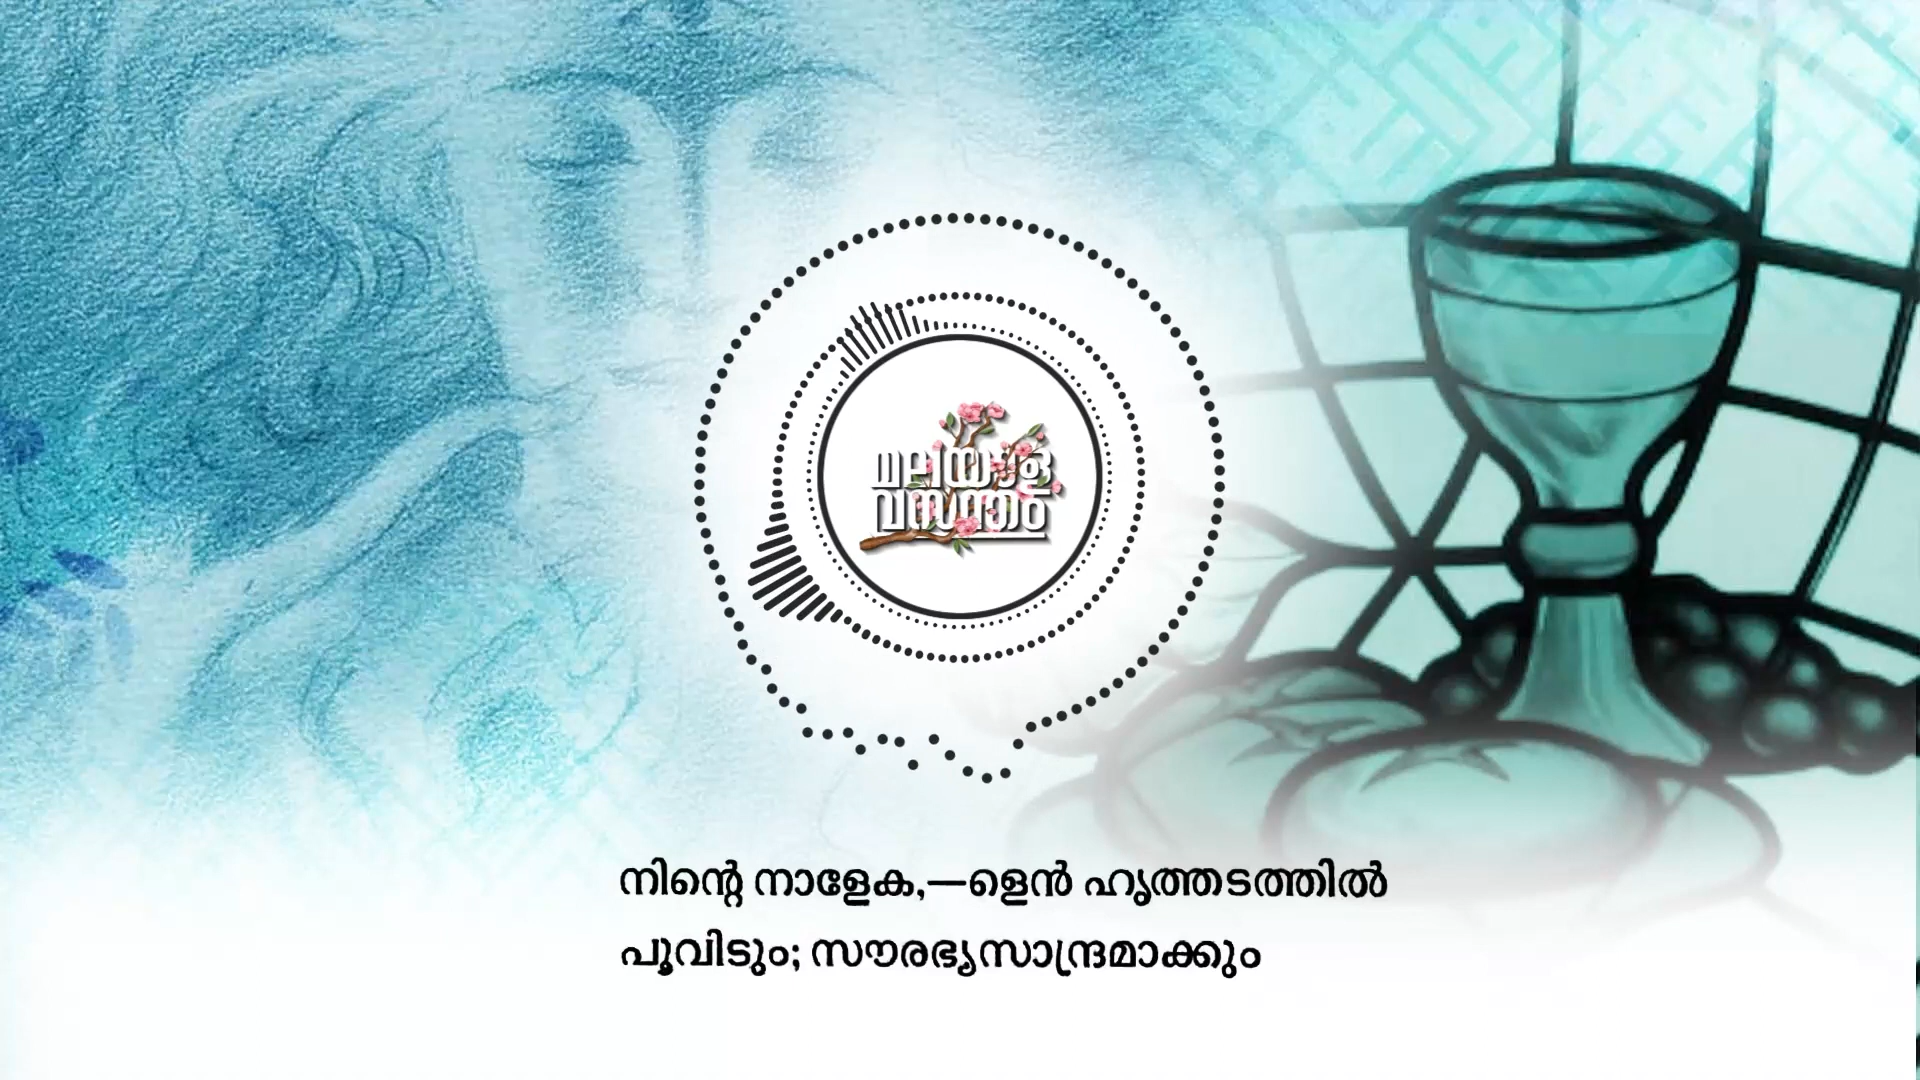 മലയാള
വസന്തം
നിന്റെ നാളേക,—ളെൻ ഹൃത്തടത്തിൽ
പൂവിടും; സൗരഭ്യസാന്ദ്രമാക്കും